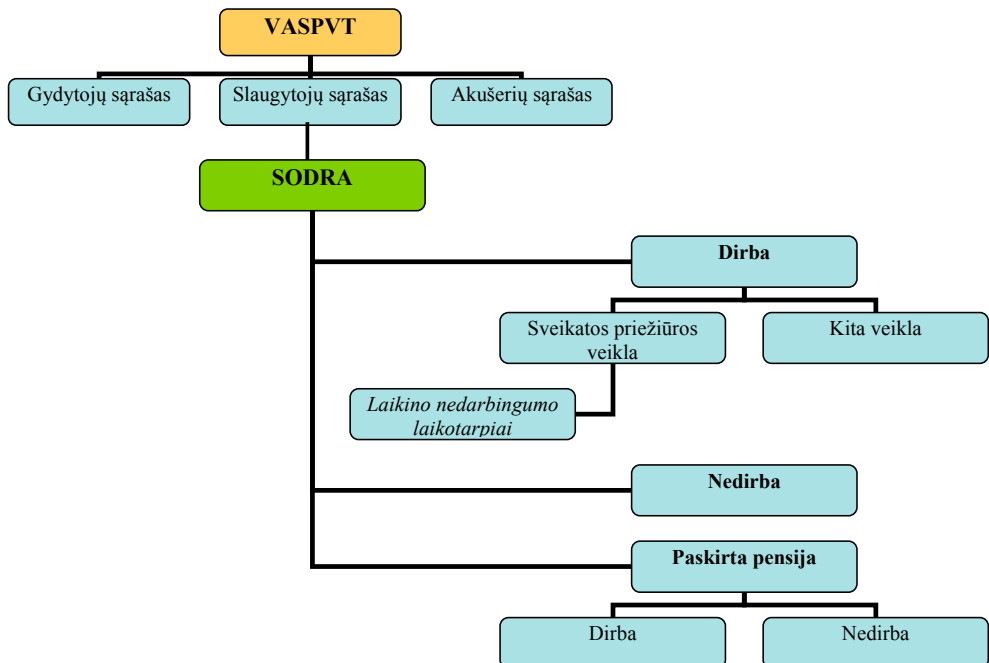 VASPVT
Gydytojų sąrašas
Slaugytojų sąrašas
Akušerių sąrašas
SODRA
Dirba
Sveikatos priežiūros
veikla
Kita veikla
Laikino nedarbingumo
laikotarpiai
Nedirba
Paskirta pensija
Dirba
Nedirba